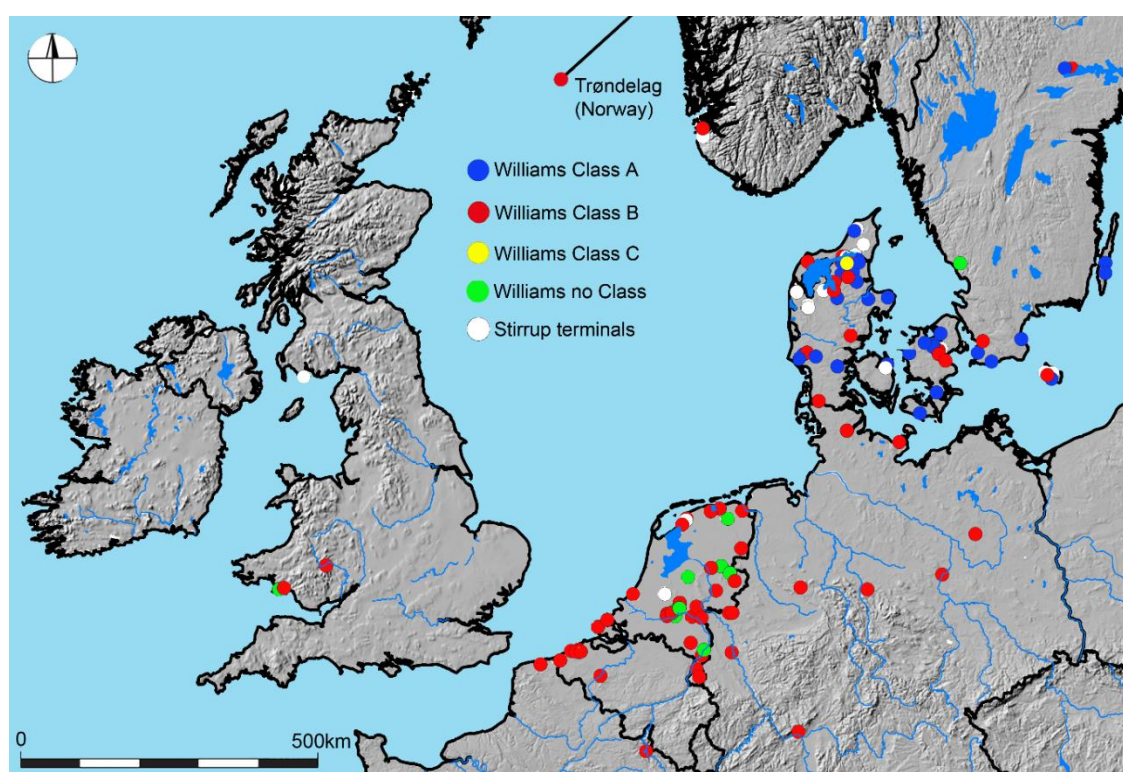 Trøndelag
(Norway)
Williams Class A
Williams Class B
Williams Class C
Williams no Class
Stirrup terminals
0
500km